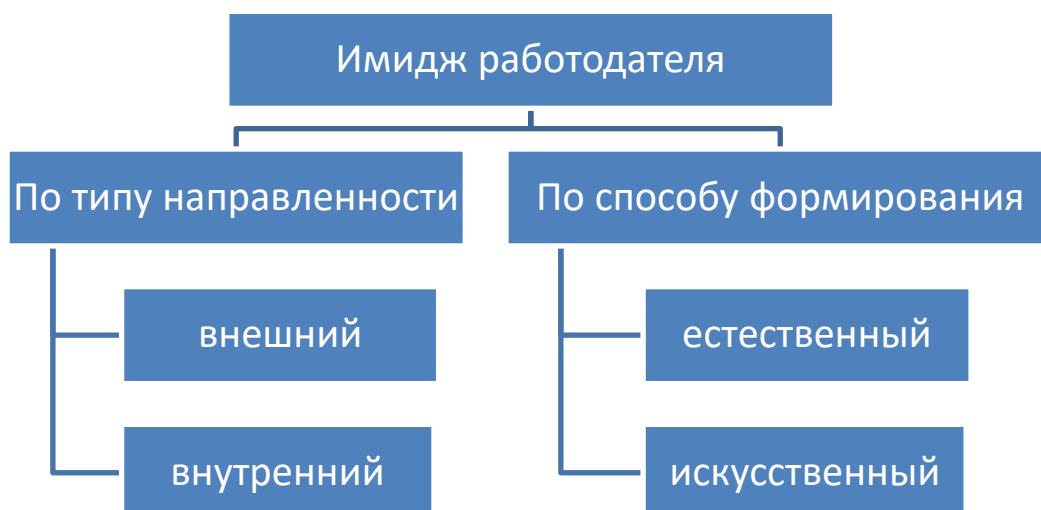 Имидж работодателя
По типу направленности
внешний
внутренний
По способу формирования
естественный
искусственный